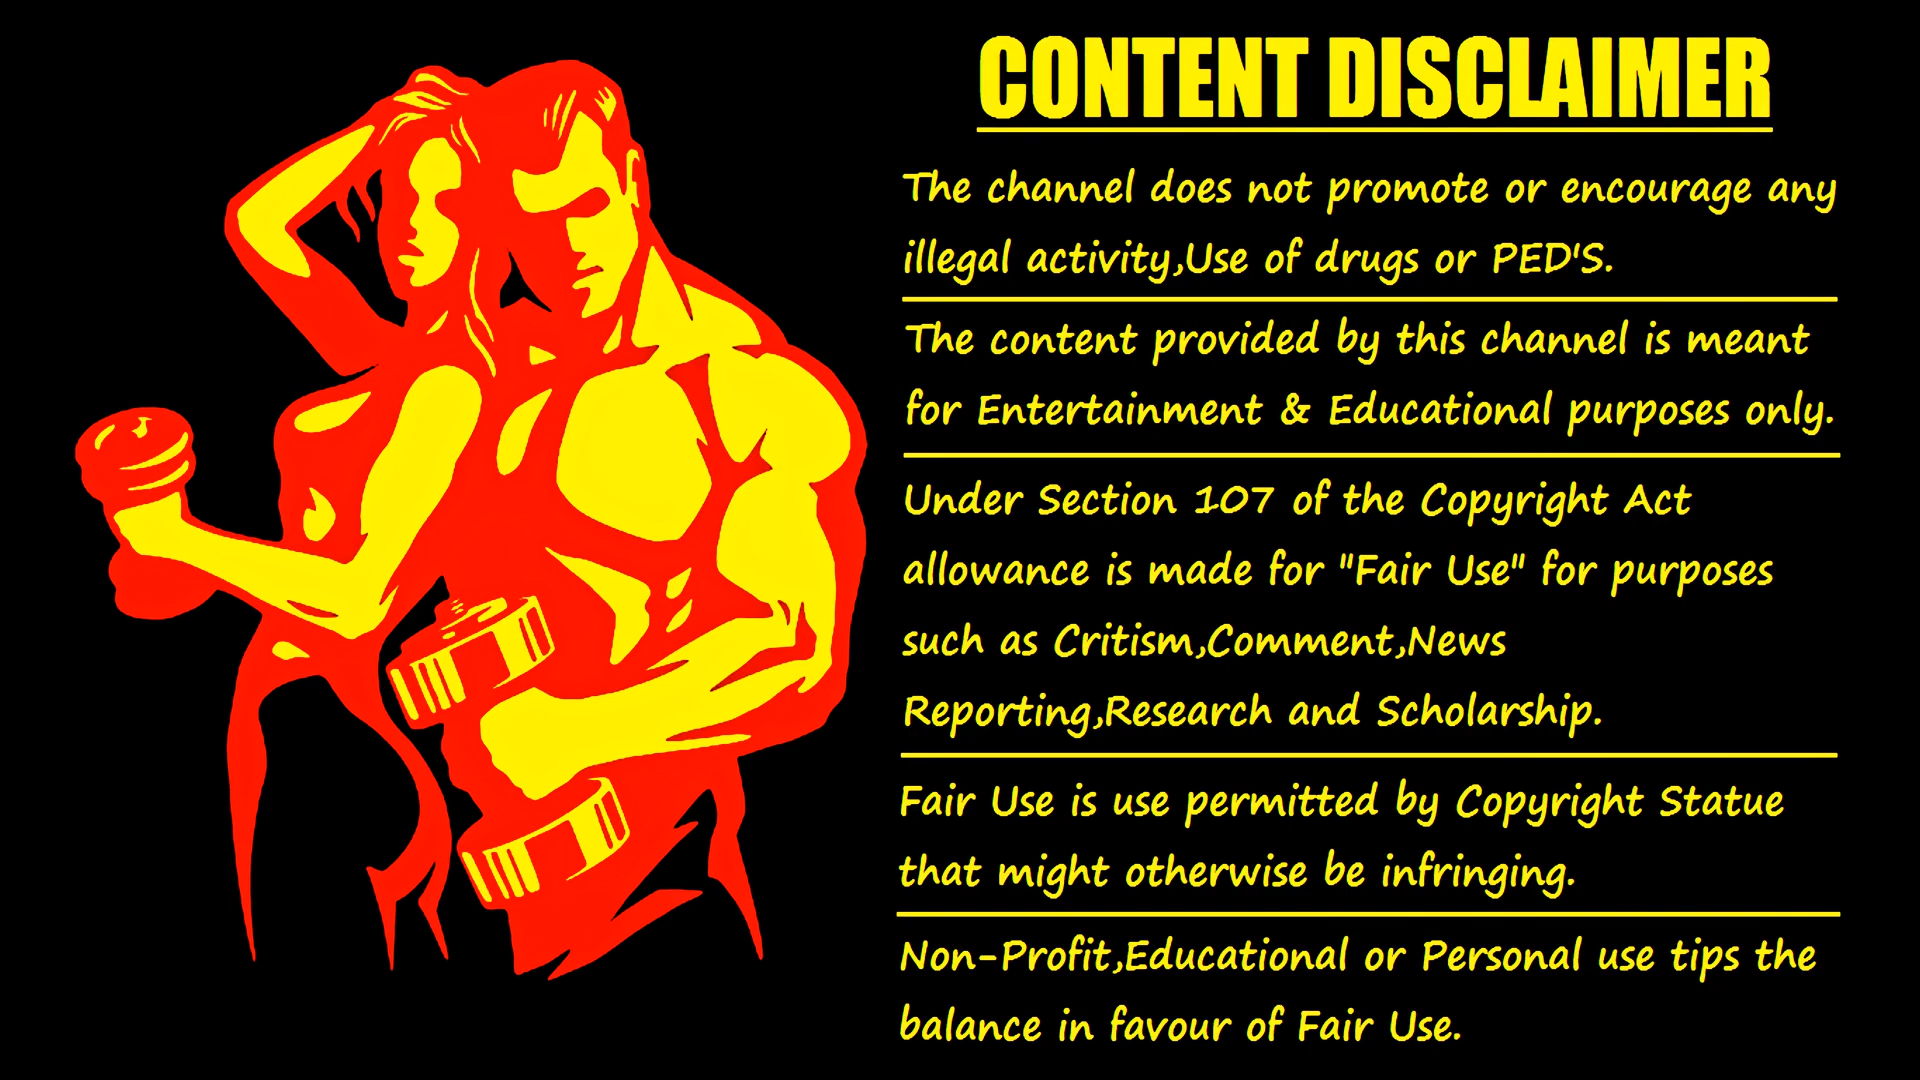 CONTENT DISCLAIMER
The channel does not promote or encourage any
illegal activity,Use of drugs or PED'S.
The content provided by this channel is meant
for Entertainment & Educational purposes only.
Under Section 107 of the Copyright Act
allowance is made for "Fair Use" for purposes
such as Critism,Comment,News
Reporting,Research and Scholarship.
Fair Use is use permitted by Copyright Statue
that might otherwise be infringing.
Non-Profit,Educational or Personal use tips the
balance in favour of Fair Use.